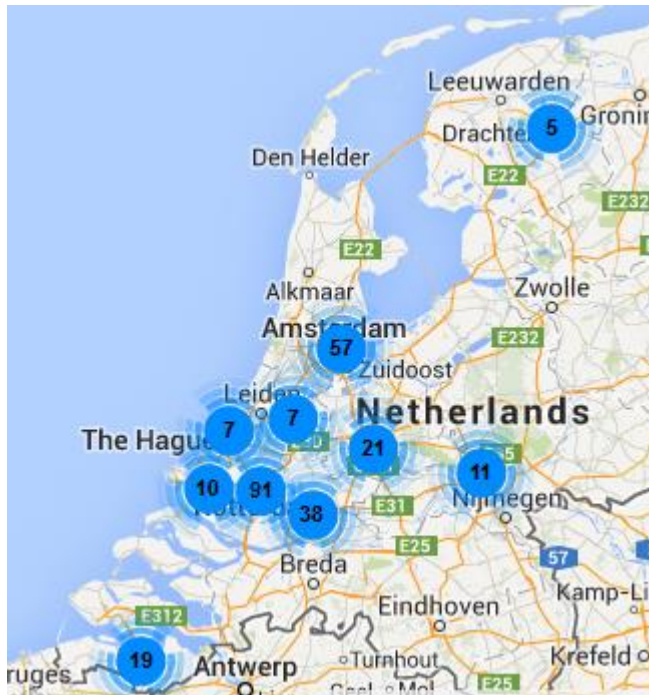 Leeuwarden
Gronin
Drachte
5
Den Helder
E22
E232
E22
Alkmaar
Zwolle
Amsterdam
57
E232
Zuidoost
Leiden
7
7
Netherlands
The Hague
21
11
10
91
38
E31
Nijmegen
E25
57
Breda
Kamp-Li
E312
Eindhoven
19
Antwerp
Turnhout
Krefeld
ruges
E25